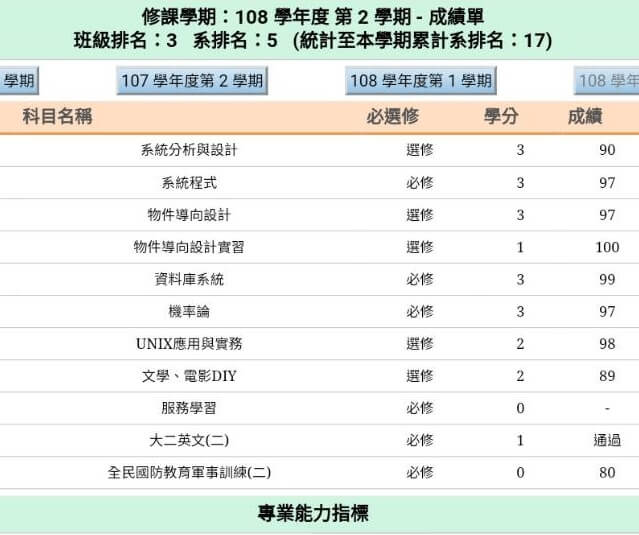 修課學期：108 學年度 第 2 學期 - 成績單
班級排名：3 系排名：5 (統計至本學期累計系排名：17)
學期 107 學年度第 2 學期 108 學年度第 1 學期 108 學年
科目名稱 必選修 學分 成績
系統分析與設計 選修 3 90
系統程式 必修 3 97
物件導向設計 選修 3 97
物件導向設計實習 選修 1 100
資料庫系統 必修 3 99
機率論 必修 3 97
UNIX應用與實務 選修 2 98
文學、電影DIY 選修 2 89
服務學習 必修 0 -
大二英文(二) 必修 1 通過
全民國防教育軍事訓練(二) 必修 0 80
專業能力指標